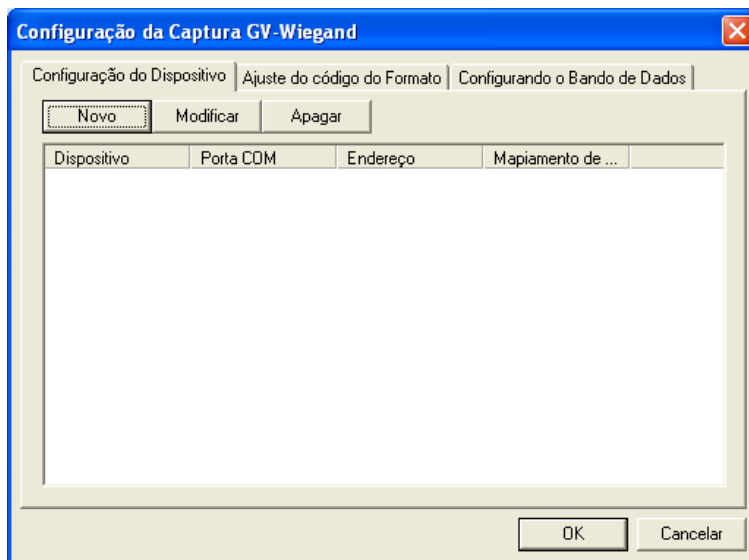 Configuração da Captura GV-Wiegand
Configuração do Dispositivo Ajuste do código do Formato Configurando o Bando de Dados
Novo Modificar Apagar
Dispositivo Porta COM Endereço Mapiamento de ...
OK Cancelar